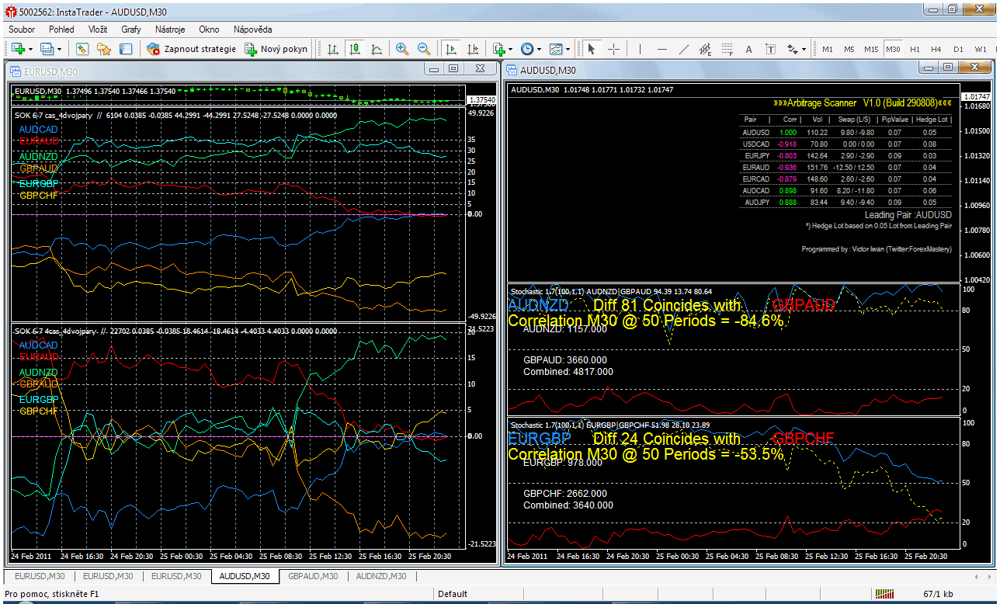 5002562: InstaTrader - AUDUSD,M30
Soubor Pohled Vložit Grafy Nástroje Okno Nápověda
Zapnout strategie Nový pokyn A T M1 M5 M15 M30 H1 H4 D1 W1
EURUSD,M30
EURUSD,M30 1.37496 1.37540 1.37466 1.37540
1.37540
SOK 6-7 cas_4dvojpary // 6104 0.0385 -0.0385 44.2991 -44.2991 27.5248 -27.5248 0.0000 0.0000
49.9226
AUDCAD
EURAUD
AUDNZD
GBPAUD
EURGBP
GBPCHF
35
30
25
20
15
10
5
0.00
-49.9226
SOK 6-7 4cas_4dvojpary // 22702 0.0385 -0.0385 18.4614 -18.4614 -4.4033 4.4033 0.0000 0.0000
21.5223
AUDCAD
EURAUD
AUDNZD
GBPAUD
EURGBP
GBPCHF
20
15
10
5
0.00
-21.5223
24 Feb 2011 24 Feb 16:30 24 Feb 20:30 25 Feb 00:30 25 Feb 04:30 25 Feb 08:30 25 Feb 12:30 25 Feb 16:30 25 Feb 20:30
AUDUSD,M30
AUDUSD,M30 1.01748 1.01771 1.01732 1.01747
»»»Arbitrage Scanner V1.0 (Build 290808)«««
Pair | Corr | Vol | Swap (L/S) | PipValue | Hedge Lot |
AUDUSD 1.000 110.22 9.80 / -9.80 0.07 0.05
USDCAD -0.918 70.80 0.00 / 0.00 0.07 0.08
EURJPY -0.803 142.64 2.90 / -2.90 0.09 0.03
EURAUD -0.936 151.76 -12.50 / 12.50 0.07 0.04
EURCAD -0.879 148.60 2.60 / -2.60 0.07 0.04
AUDCAD 0.898 91.60 8.20 / -11.80 0.07 0.06
AUDJPY 0.888 83.44 9.40 / -9.40 0.09 0.05
Leading Pair :AUDUSD
*) Hedge Lot based on 0.05 Lot from Leading Pair
Programmed by : Victor Iwan (Twitter:ForexMastery)
1.01747
1.01680
1.01500
1.01320
1.01140
1.00960
1.00780
1.00600
1.00420
Stochastic 1.7(100,1,1) AUDNZD|GBPAUD 94.39 13.74 80.64
AUDNZD Diff 81 Coincides with GBPAUD
Correlation M30 @ 50 Periods = -84.6%
AUDNZD: 1157.000
GBPAUD: 3660.000
Combined: 4817.000
100
80
50
20
0
Stochastic 1.7(100,1,1) EURGBP|GBPCHF 51.98 28.10 23.89
EURGBP Diff 24 Coincides with GBPCHF
Correlation M30 @ 50 Periods = -53.5%
EURGBP: 978.000
GBPCHF: 2662.000
Combined: 3640.000
100
80
50
20
0
24 Feb 2011 24 Feb 16:30 24 Feb 20:30 25 Feb 00:30 25 Feb 04:30 25 Feb 08:30 25 Feb 12:30 25 Feb 16:30 25 Feb 20:30
EURUSD,M30 EURUSD,M30 EURUSD,M30 AUDUSD,M30 GBPAUD,M30 AUDNZD,M30
Pro pomoc, stiskněte F1 Default 67/1 kb